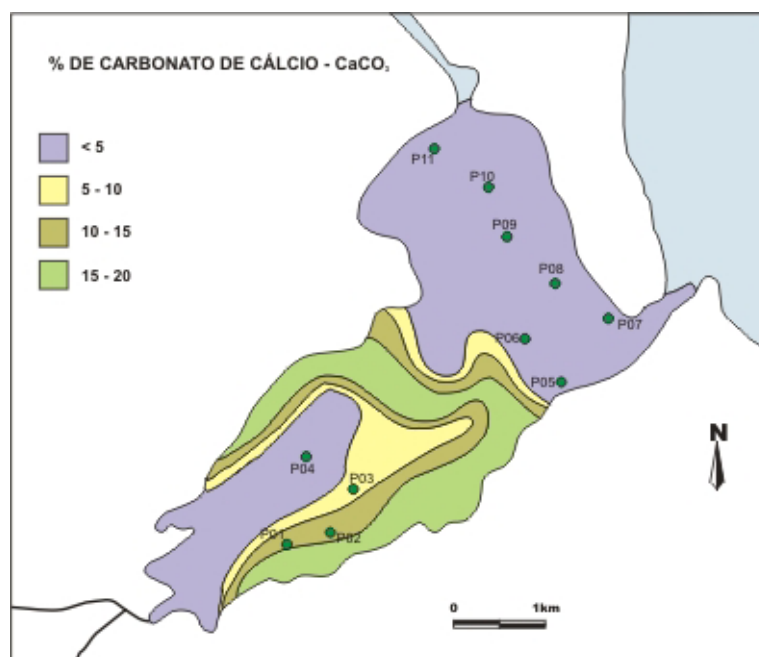 % DE CARBONATO DE CÁLCIO - CaCO₃
< 5
5 - 10
10 - 15
15 - 20
P11
P10
P09
P08
P07
P06
P05
P04
P03
P02
P01
N
0 1km